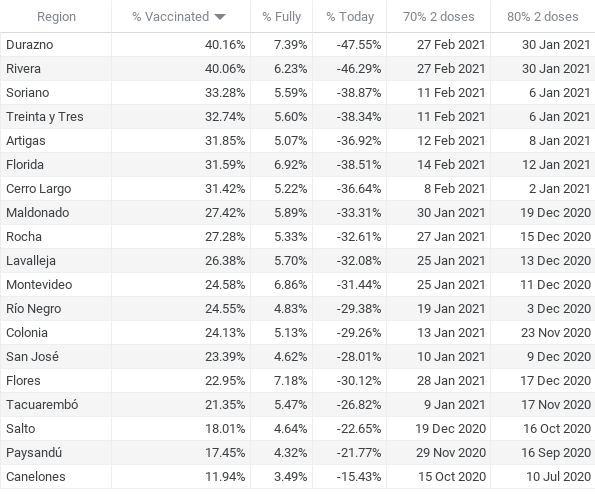 Region % Vaccinated % Fully % Today 70% 2 doses 80% 2 doses
Durazno 40.16% 7.39% -47.55% 27 Feb 2021 30 Jan 2021
Rivera 40.06% 6.23% -46.29% 27 Feb 2021 30 Jan 2021
Soriano 33.28% 5.59% -38.87% 11 Feb 2021 6 Jan 2021
Treinta y Tres 32.74% 5.60% -38.34% 11 Feb 2021 6 Jan 2021
Artigas 31.85% 5.07% -36.92% 12 Feb 2021 8 Jan 2021
Florida 31.59% 6.92% -38.51% 14 Feb 2021 12 Jan 2021
Cerro Largo 31.42% 5.22% -36.64% 8 Feb 2021 2 Jan 2021
Maldonado 27.42% 5.89% -33.31% 30 Jan 2021 19 Dec 2020
Rocha 27.28% 5.33% -32.61% 27 Jan 2021 15 Dec 2020
Lavalleja 26.38% 5.70% -32.08% 25 Jan 2021 13 Dec 2020
Montevideo 24.58% 6.86% -31.44% 25 Jan 2021 11 Dec 2020
Río Negro 24.55% 4.83% -29.38% 19 Jan 2021 3 Dec 2020
Colonia 24.13% 5.13% -29.26% 13 Jan 2021 23 Nov 2020
San José 23.39% 4.62% -28.01% 10 Jan 2021 9 Dec 2020
Flores 22.95% 7.18% -30.12% 28 Jan 2021 17 Dec 2020
Tacuarembó 21.35% 5.47% -26.82% 9 Jan 2021 17 Nov 2020
Salto 18.01% 4.64% -22.65% 19 Dec 2020 16 Oct 2020
Paysandú 17.45% 4.32% -21.77% 29 Nov 2020 16 Sep 2020
Canelones 11.94% 3.49% -15.43% 15 Oct 2020 10 Jul 2020